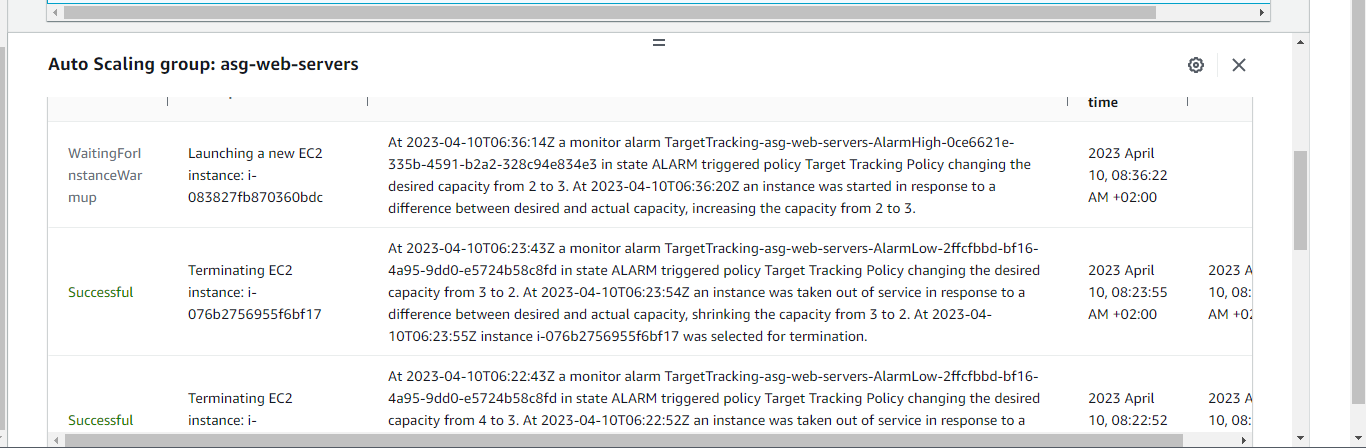 Auto Scaling group: asg-web-servers
time
WaitingForI
nstanceWar
mup
Launching a new EC2
instance: i-
083827fb870360bdc
At 2023-04-10T06:36:14Z a monitor alarm TargetTracking-asg-web-servers-AlarmHigh-0ce6621e-
335b-4591-b2a2-328c94e834e3 in state ALARM triggered policy Target Tracking Policy changing the
desired capacity from 2 to 3. At 2023-04-10T06:36:20Z an instance was started in response to a
difference between desired and actual capacity, increasing the capacity from 2 to 3.
2023 April
10, 08:36:22
AM +02:00
Successful
Terminating EC2
instance: i-
076b2756955f6bf17
At 2023-04-10T06:23:43Z a monitor alarm TargetTracking-asg-web-servers-AlarmLow-2ffcfbbd-bf16-
4a95-9dd0-e5724b58c8fd in state ALARM triggered policy Target Tracking Policy changing the desired
capacity from 3 to 2. At 2023-04-10T06:23:54Z an instance was taken out of service in response to a
difference between desired and actual capacity, shrinking the capacity from 3 to 2. At 2023-04-
10T06:23:55Z instance i-076b2756955f6bf17 was selected for termination.
2023 April
10, 08:23:55
AM +02:00
2023 A
10, 08:
AM +02
Successful
Terminating EC2
instance: i-
At 2023-04-10T06:22:43Z a monitor alarm TargetTracking-asg-web-servers-AlarmLow-2ffcfbbd-bf16-
4a95-9dd0-e5724b58c8fd in state ALARM triggered policy Target Tracking Policy changing the desired
capacity from 4 to 3. At 2023-04-10T06:22:52Z an instance was taken out of service in response to a
2023 April
10, 08:22:52
2023 A
10, 08: